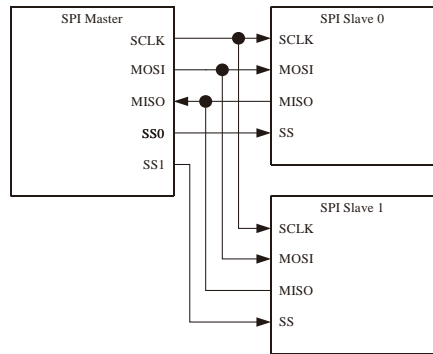 SPI Master
SCLK
MOSI
MISO
SS0
SS1
SPI Slave 0
SCLK
MOSI
MISO
SS
SPI Slave 1
SCLK
MOSI
MISO
SS